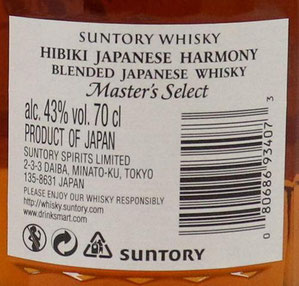 SUNTORY WHISKY
HIBIKI JAPANESE HARMONY
BLENDED JAPANESE WHISKY
Master's Select
alc. 43% vol. 70 cl
PRODUCT OF JAPAN
SUNTORY SPIRITS LIMITED
2-3-3 DAIBA, MINATO-KU, TOKYO
135-8631 JAPAN
PLEASE ENJOY OUR WHISKY RESPONSIBLY
http://whisky.suntory.com
www.drinksmart.com
SUNTORY
0 80686 93407 3